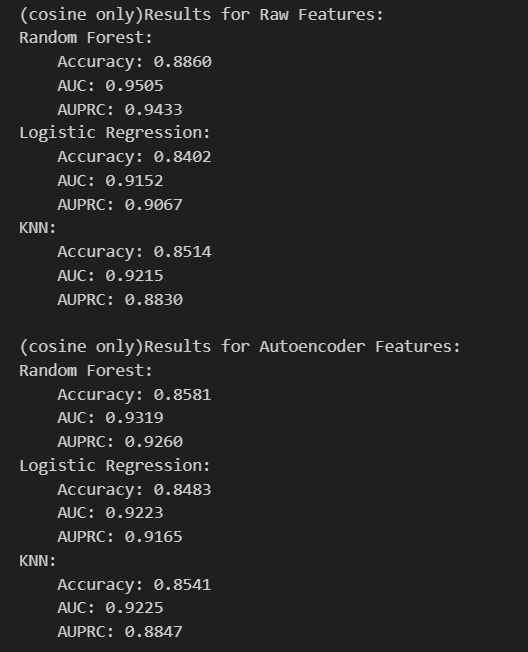 (cosine only)Results for Raw Features:
Random Forest:
    Accuracy: 0.8860
    AUC: 0.9505
    AUPRC: 0.9433
Logistic Regression:
    Accuracy: 0.8402
    AUC: 0.9152
    AUPRC: 0.9067
KNN:
    Accuracy: 0.8514
    AUC: 0.9215
    AUPRC: 0.8830

(cosine only)Results for Autoencoder Features:
Random Forest:
    Accuracy: 0.8581
    AUC: 0.9319
    AUPRC: 0.9260
Logistic Regression:
    Accuracy: 0.8483
    AUC: 0.9223
    AUPRC: 0.9165
KNN:
    Accuracy: 0.8541
    AUC: 0.9225
    AUPRC: 0.8847